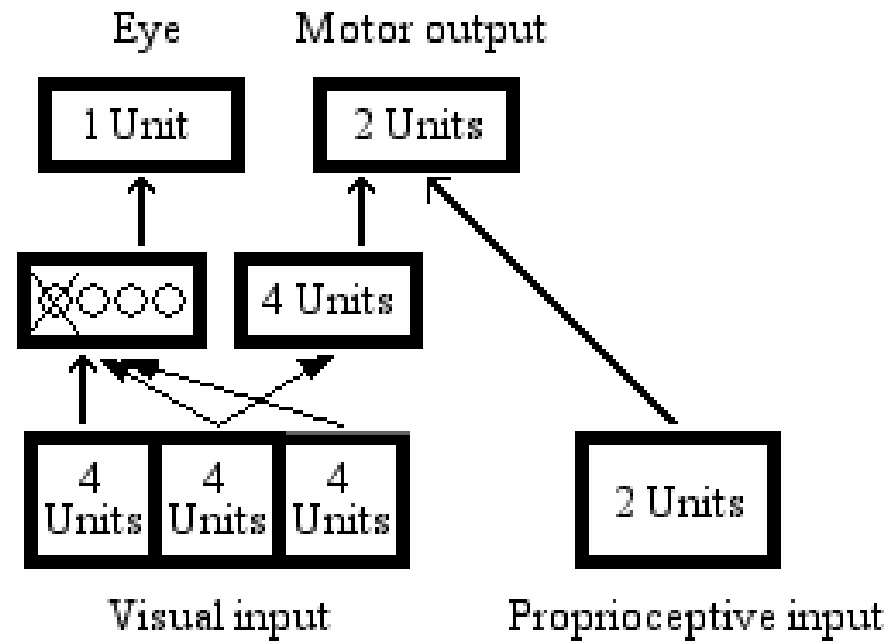 Eye
Motor output
1 Unit
2 Units
4 Units
4
Units
4
Units
4
Units
2 Units
Visual input
Proprioceptive input